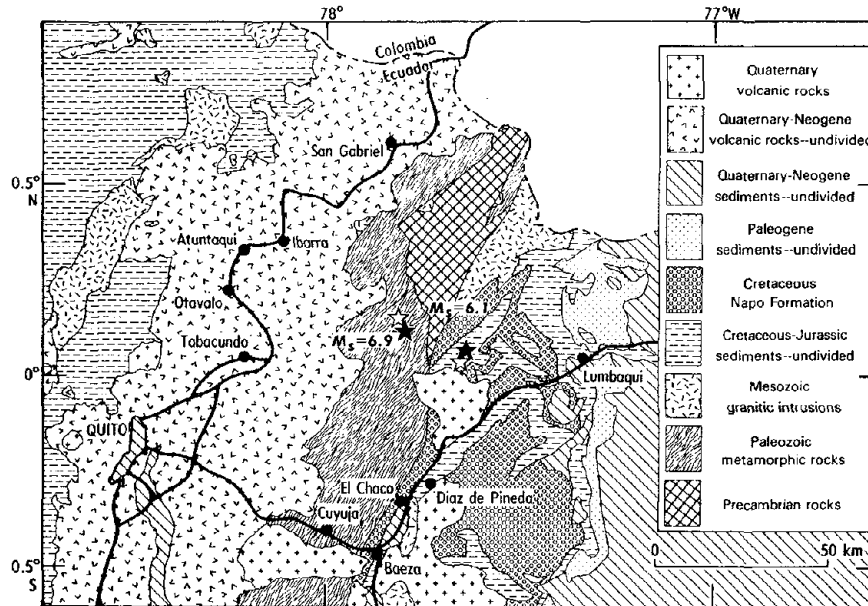 78°
77°W
Colombia
Ecuador
San Gabriel
0.5°
N
Atuntaqui
Ibarra
Otavalo
Tabacundo
Ms=6.9
Ms=6.1
0°
Lumbaqui
QUITO
El Chaco
Diaz de Pineda
Cuyuja
Baeza
0.5°
S
Quaternary
volcanic rocks
Quaternary-Neogene
volcanic rocks--undivided
Quaternary-Neogene
sediments--undivided
Paleogene
sediments--undivided
Cretaceous
Napo Formation
Cretaceous-Jurassic
sediments--undivided
Mesozoic
granitic intrusions
Paleozoic
metamorphic rocks
Precambrian rocks
0 50 km